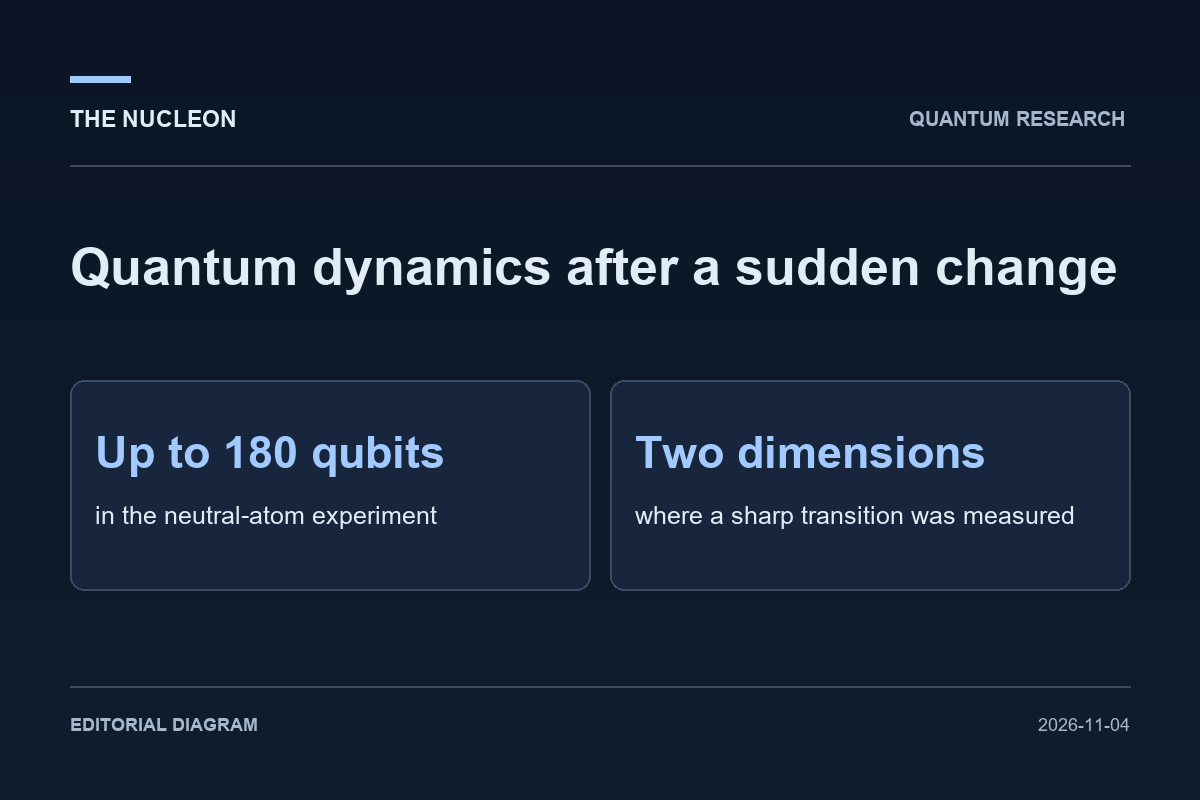 THE NUCLEON
QUANTUM RESEARCH
Quantum dynamics after a sudden change
Up to 180 qubits
in the neutral-atom experiment
Two dimensions
where a sharp transition was measured
EDITORIAL DIAGRAM
2026-11-04